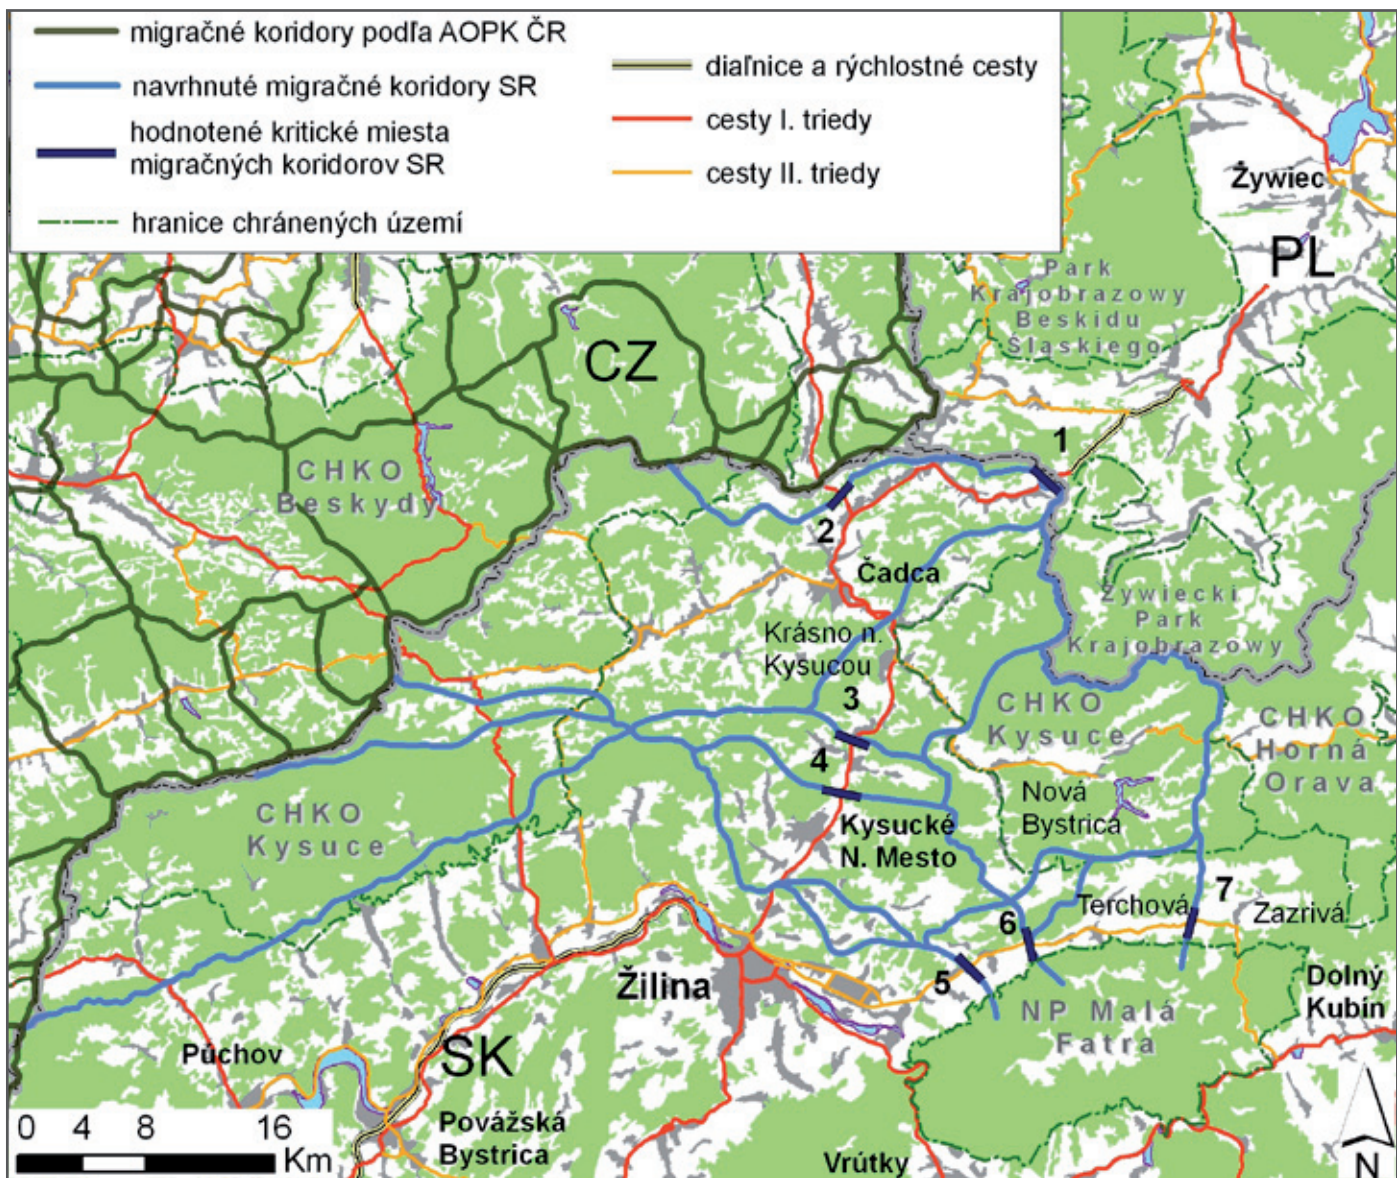 migračné koridory podľa AOPK ČR
navrhnuté migračné koridory SR
hodnotené kritické miesta
migračných koridorov SR
hranice chránených území
diaľnice a rýchlostné cesty
cesty I. triedy
cesty II. triedy
Żywiec
PL
Park
Krajobrazowy
Beskidu
Śląskiego
CZ
1
CHKO
Beskydy
2
Čadca
Żywiecki
Park
Krajobrazowy
Krásno n.
Kysucou
3
CHKO
Kysuce
CHKO
Horná
Orava
4
Nová
Bystrica
CHKO
Kysuce
Kysucké
N. Mesto
7
Terchová
Zazrivá
6
5
Žilina
Dolný
Kubín
NP Malá
Fatra
Púchov
SK
Považská
Bystrica
Vrútky
0 4 8 16
Km
N